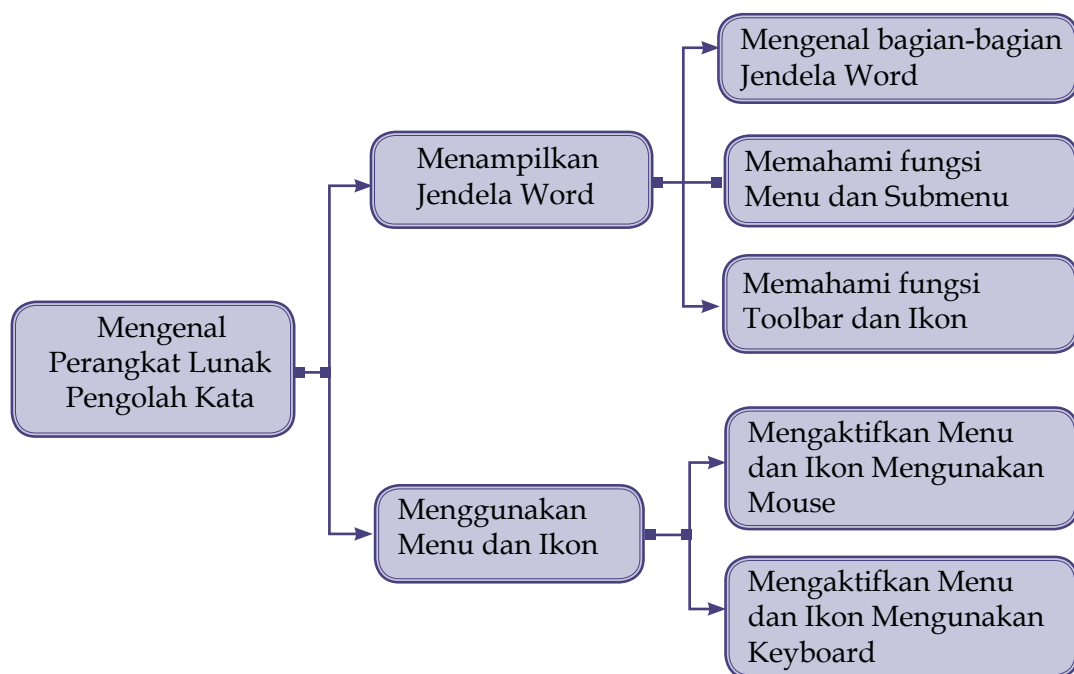 Mengenal
Perangkat Lunak
Pengolah Kata
Menampilkan
Jendela Word
Mengenal bagian-bagian
Jendela Word
Memahami fungsi
Menu dan Submenu
Memahami fungsi
Toolbar dan Ikon
Menggunakan
Menu dan Ikon
Mengaktifkan Menu
dan Ikon Mengunakan
Mouse
Mengaktifkan Menu
dan Ikon Mengunakan
Keyboard